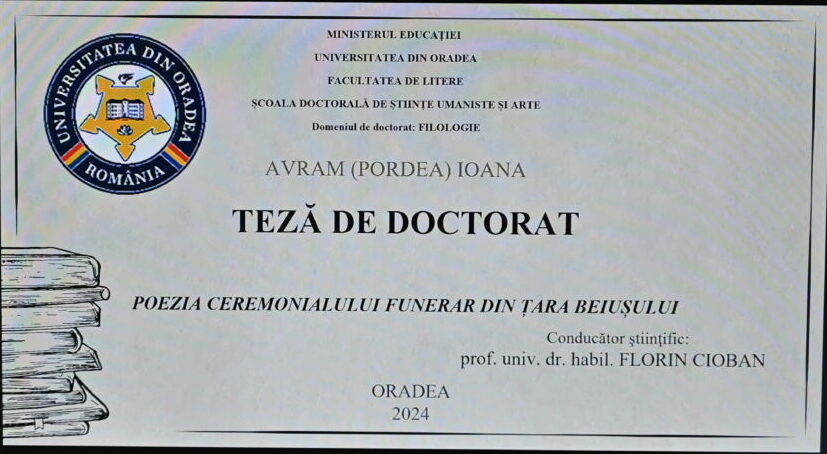 MINISTERUL EDUCAȚIEI
UNIVERSITATEA DIN ORADEA
FACULTATEA DE LITERE
ȘCOALA DOCTORALĂ DE ȘTIINȚE UMANISTE ȘI ARTE
Domeniul de doctorat: FILOLOGIE
UNIVERSITATEA DIN ORADEA
ROMÂNIA
AVRAM (PORDEA) IOANA
TEZĂ DE DOCTORAT
POEZIA CEREMONIALULUI FUNERAR DIN ȚARA BEIUȘULUI
Conducător științific:
prof. univ. dr. habil. FLORIN CIOBAN
ORADEA
2024